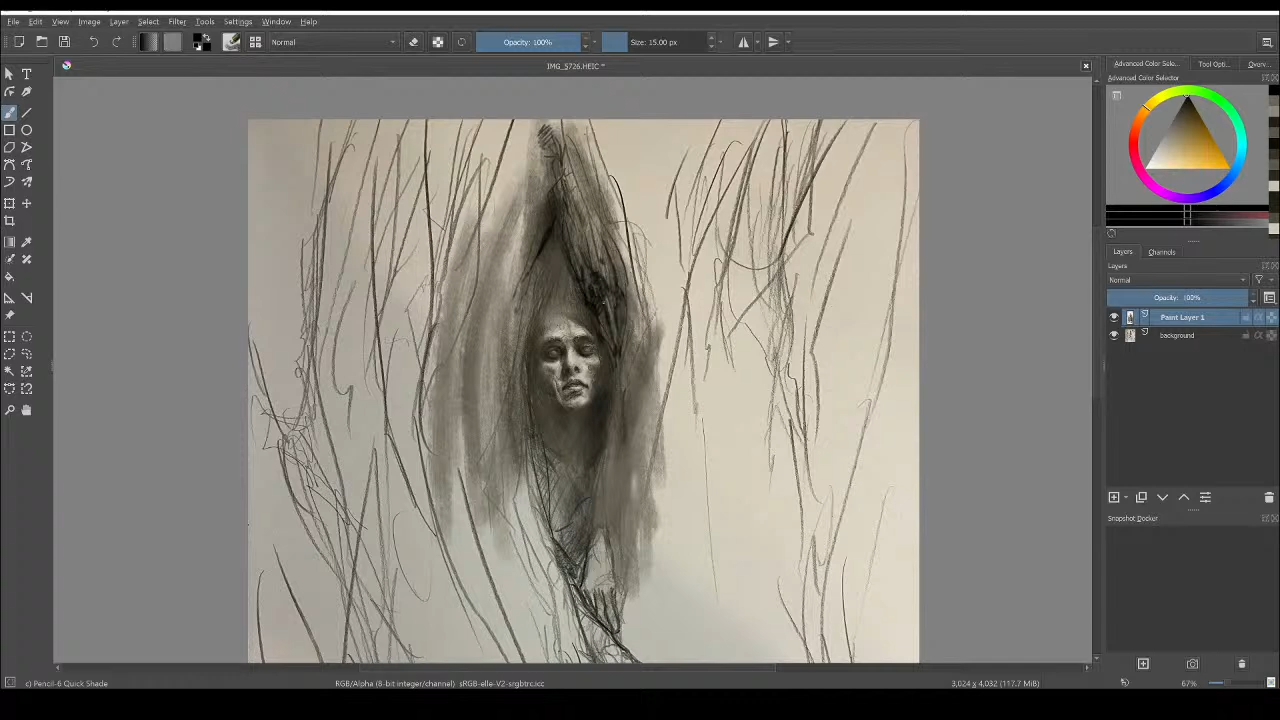 File Edit View Image Layer Select Filter Tools Settings Window Help
Normal Opacity: 100% Size: 15.00 px
IMG_5726.HEIC *
Advanced Color Sele... Tool Opti... Overv...
Advanced Color Selector
Layers Channels
Layers
Normal
Opacity: 100%
Paint Layer 1
background
Snapshot Docker
c) Pencil-6 Quick Shade RGB/Alpha (8-bit integer/channel) sRGB-elle-V2-srgbtrc.icc 3,024 x 4,032 (117.7 MiB) 67%